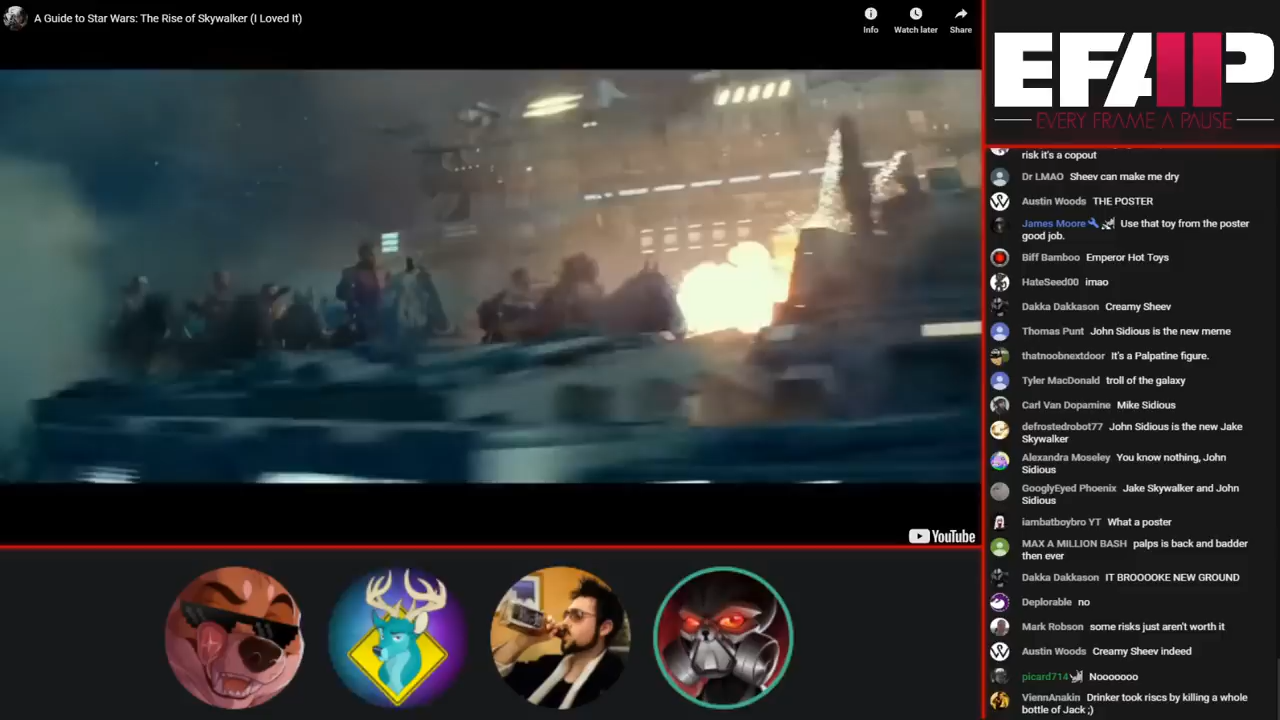 A Guide to Star Wars: The Rise of Skywalker (I Loved It)
Info
Watch later
Share
EFAP
EVERY FRAME A PAUSE
risk it's a copout
Dr LMAO Sheev can make me dry
Austin Woods THE POSTER
James Moore Use that toy from the poster
good job.
Biff Bamboo Emperor Hot Toys
HateSeed00 imao
Dakka Dakkason Creamy Sheev
Thomas Punt John Sidious is the new meme
thatnoobnextdoor It's a Palpatine figure.
Tyler MacDonald troll of the galaxy
Carl Van Dopamine Mike Sidious
defrostedrobot77 John Sidious is the new Jake
Skywalker
Alexandra Moseley You know nothing, John
Sidious
GooglyEyed Phoenix Jake Skywalker and John
Sidious
iambatboybro YT What a poster
MAX A MILLION BASH palps is back and badder
then ever
Dakka Dakkason IT BROOOOKE NEW GROUND
Deplorable no
Mark Robson some risks just aren't worth it
Austin Woods Creamy Sheev indeed
picard714 Nooooooo
ViennAnakin Drinker took riscs by killing a whole
bottle of Jack ;)
YouTube